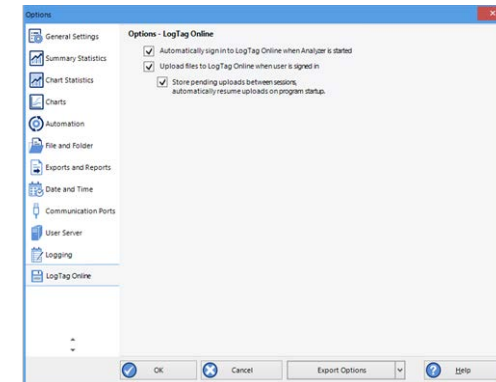 Options
General Settings
Summary Statistics
Chart Statistics
Charts
Automation
File and Folder
Exports and Reports
Date and Time
Communication Ports
User Server
Logging
LogTag Online
Options - LogTag Online
Automatically sign in to LogTag Online when Analyzer is started
Upload files to LogTag Online when user is signed in
Store pending uploads between sessions,
automatically resume uploads on program startup.
OK
Cancel
Export Options
Help